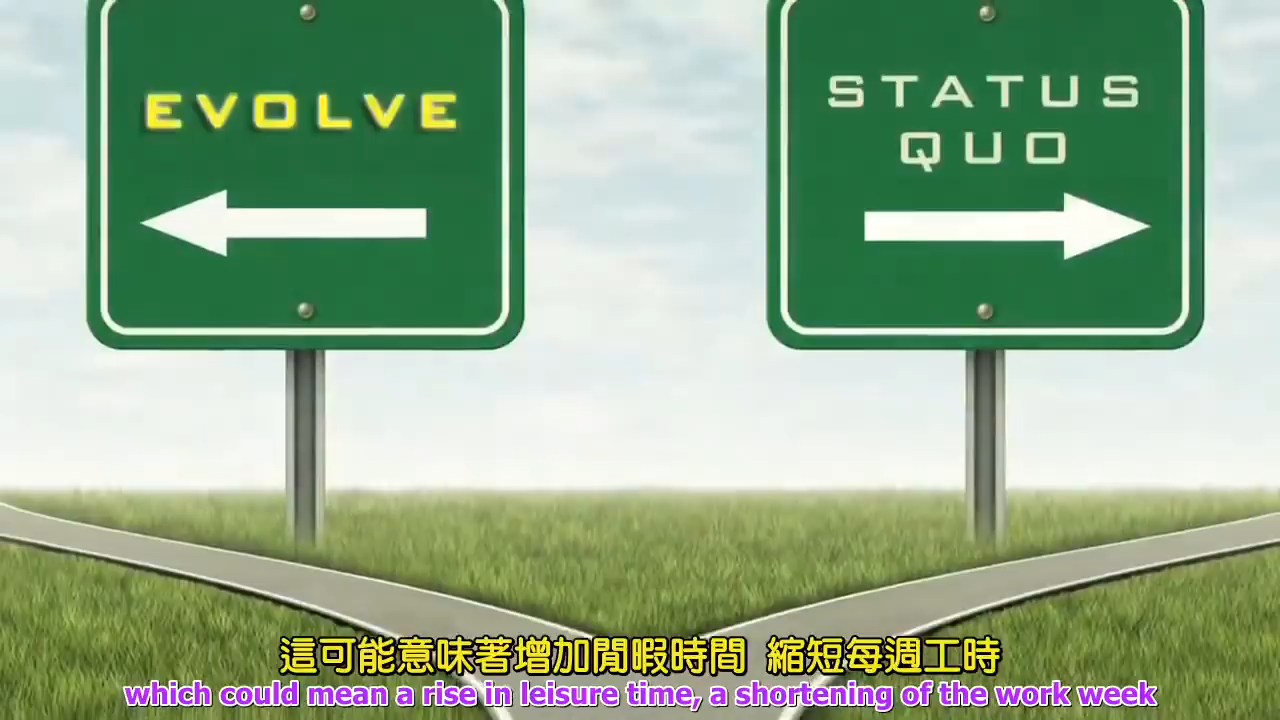 EVOLVE
STATUS
QUO
這可能意味著增加閒暇時間 縮短每週工時
which could mean a rise in leisure time, a shortening of the work week